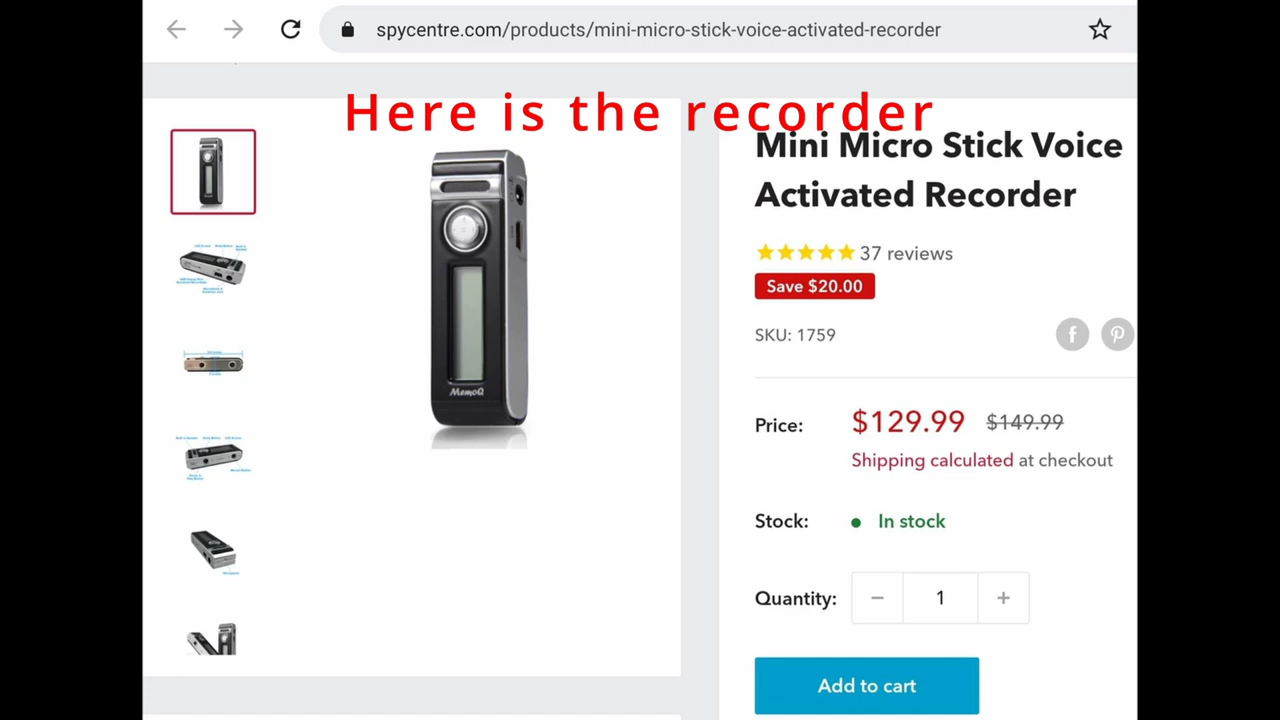 spycentre.com/products/mini-micro-stick-voice-activated-recorder
Here is the recorder
Mini Micro Stick Voice
Activated Recorder
37 reviews
Save $20.00
SKU: 1759
MemoQ
Price: $129.99 $149.99
Shipping calculated at checkout
Stock: In stock
Quantity: − 1 +
Add to cart